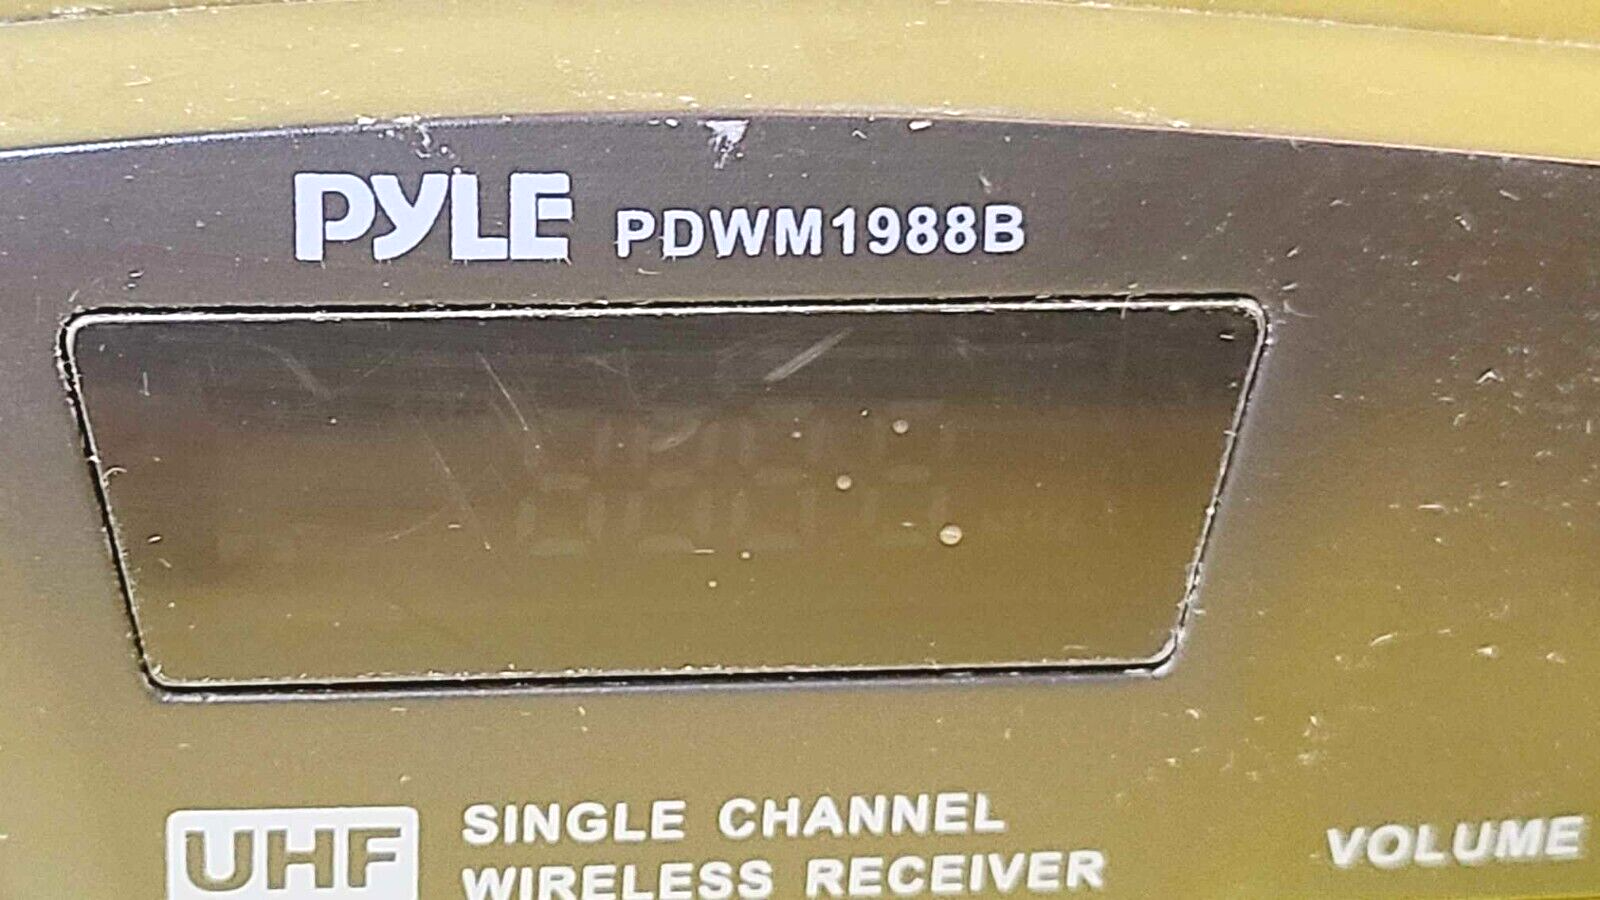 PYLE PDWM1988B
UHF SINGLE CHANNEL
WIRELESS RECEIVER
VOLUME